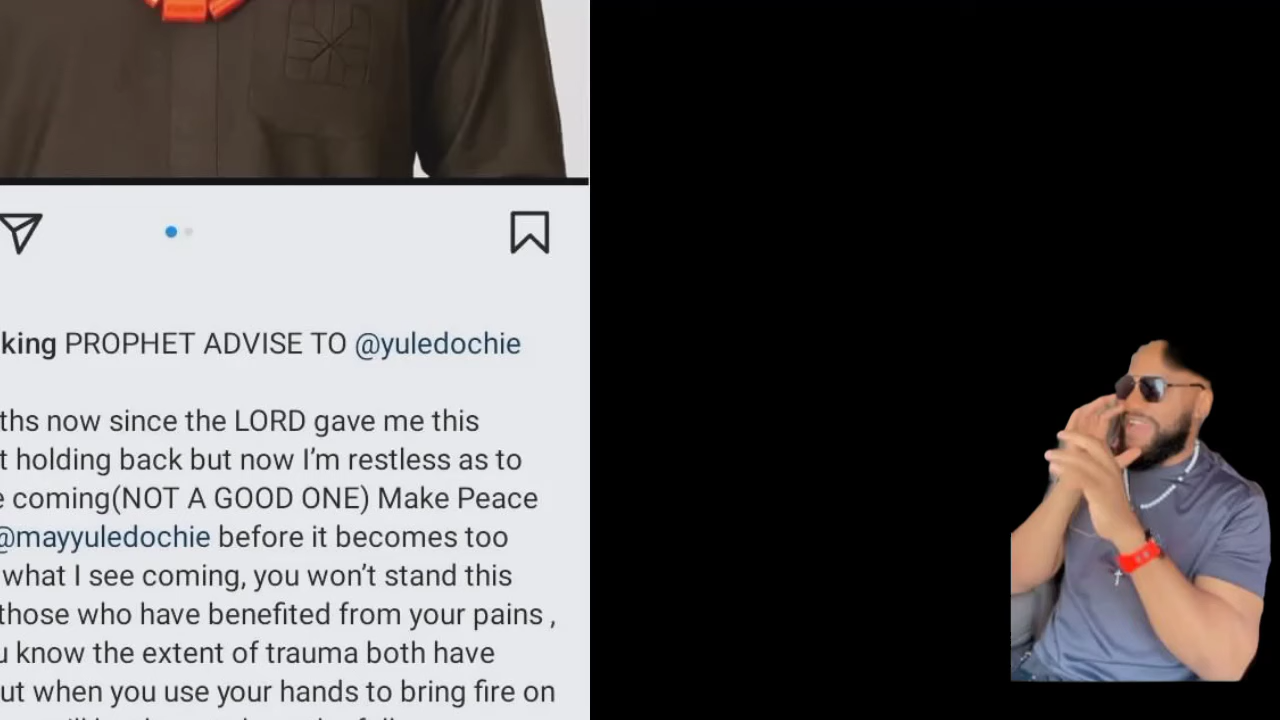 king PROPHET ADVISE TO @yuledochie
ths now since the LORD gave me this
t holding back but now I'm restless as to
e coming(NOT A GOOD ONE) Make Peace
@mayyuledochie before it becomes too
what I see coming, you won't stand this
those who have benefited from your pains ,
u know the extent of trauma both have
ut when you use your hands to bring fire on